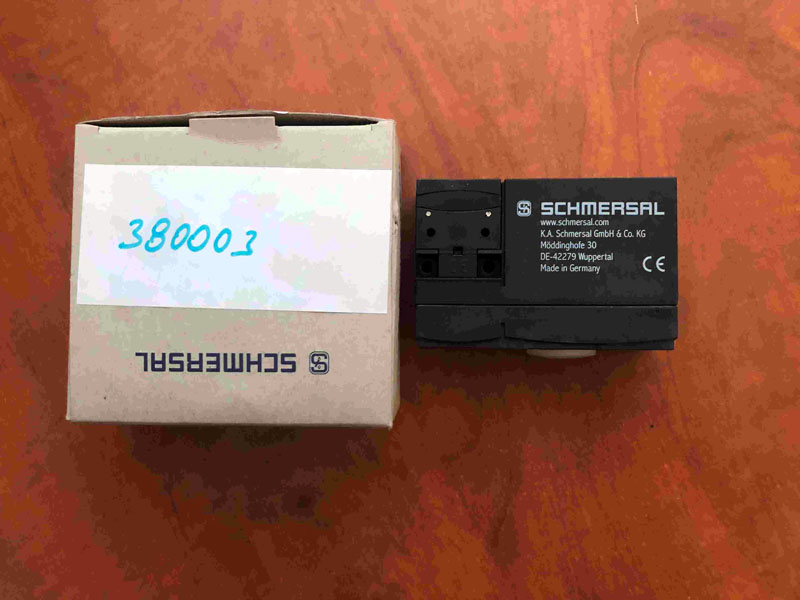 380003
SCHMERSAL
SCHMERSAL
www.schmersal.com
K.A. Schmersal GmbH & Co. KG
Möddinghofe 30
DE-42279 Wuppertal
Made in Germany
CE